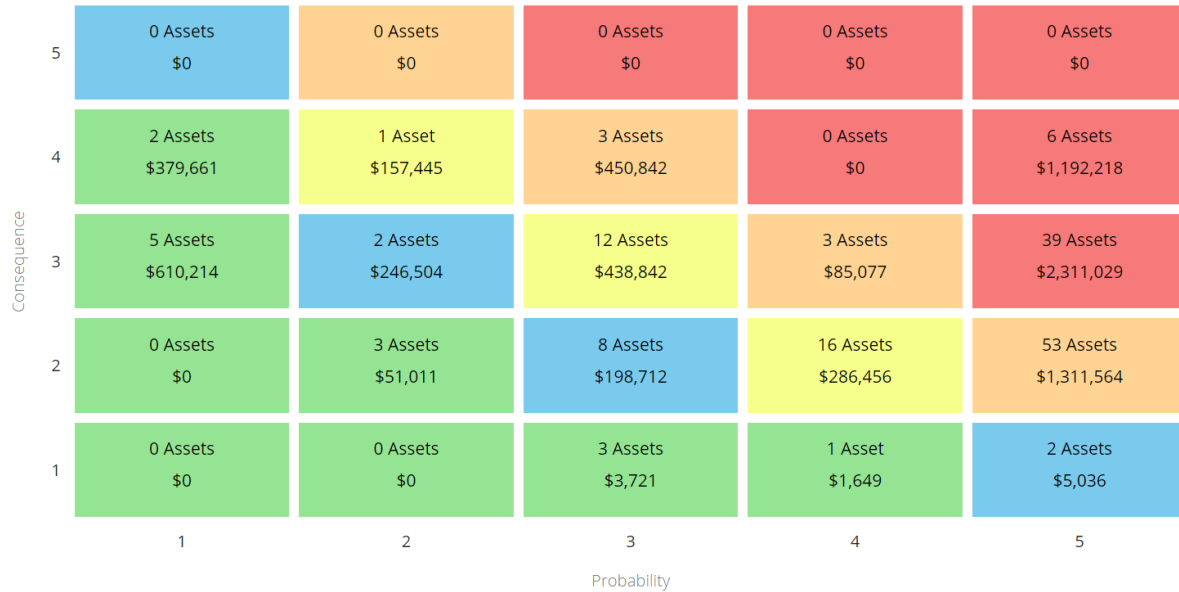 0 Assets
$0
0 Assets
$0
0 Assets
$0
0 Assets
$0
0 Assets
$0
5
2 Assets
$379,661
1 Asset
$157,445
3 Assets
$450,842
0 Assets
$0
6 Assets
$1,192,218
4
5 Assets
$610,214
2 Assets
$246,504
12 Assets
$438,842
3 Assets
$85,077
39 Assets
$2,311,029
3
Consequence
0 Assets
$0
3 Assets
$51,011
8 Assets
$198,712
16 Assets
$286,456
53 Assets
$1,311,564
2
0 Assets
$0
0 Assets
$0
3 Assets
$3,721
1 Asset
$1,649
2 Assets
$5,036
1
1
2
3
4
5
Probability